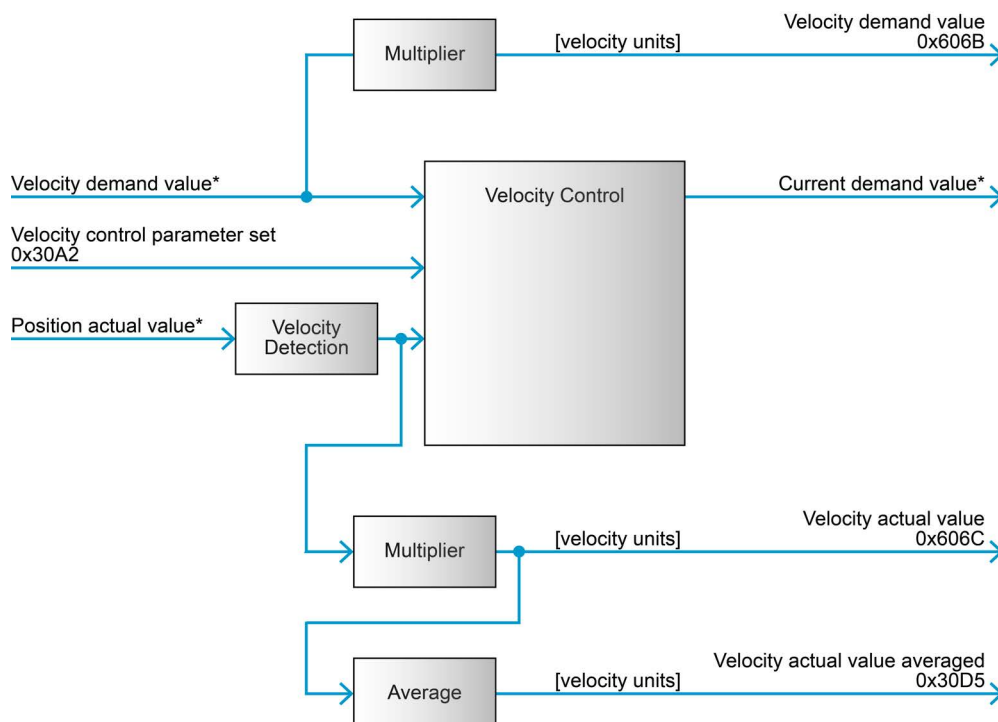 Velocity demand value
0x606B
Multiplier
[velocity units]
Velocity demand value*
Velocity Control
Current demand value*
Velocity control parameter set
0x30A2
Position actual value*
Velocity
Detection
Velocity actual value
0x606C
Multiplier
[velocity units]
Velocity actual value averaged
0x30D5
Average
[velocity units]